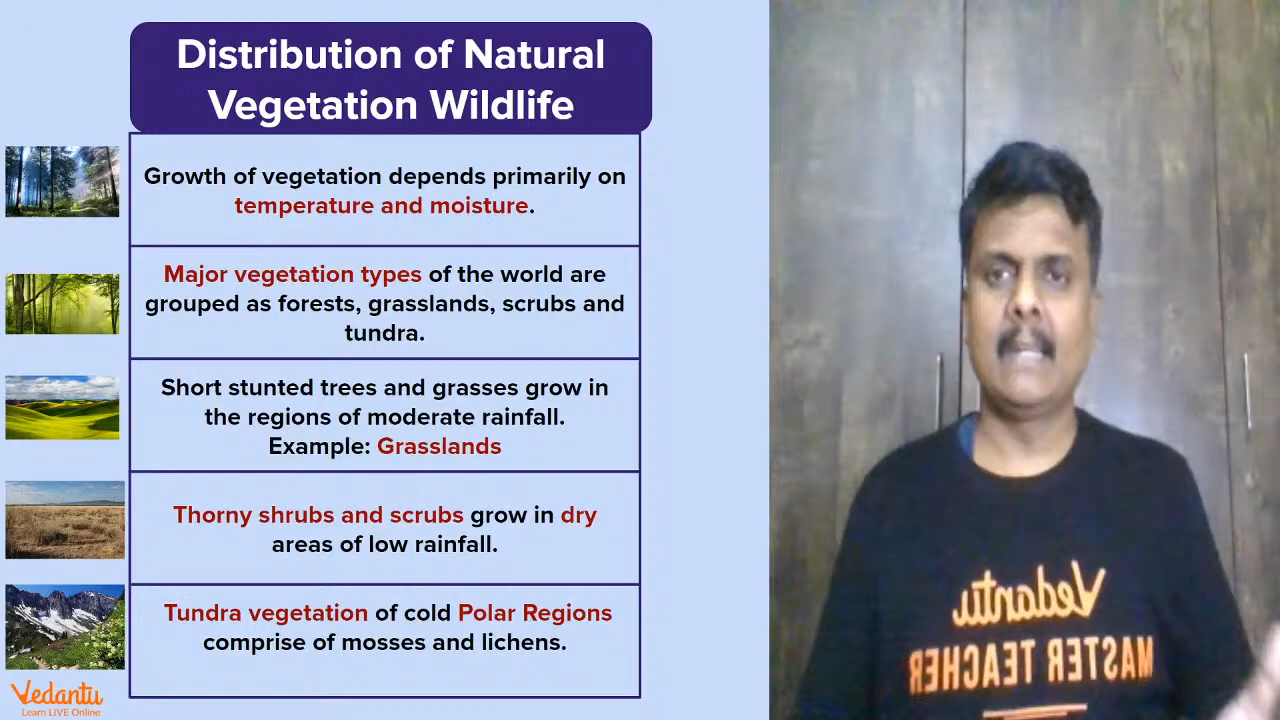 Distribution of Natural
Vegetation Wildlife
Growth of vegetation depends primarily on
temperature and moisture.
Major vegetation types of the world are
grouped as forests, grasslands, scrubs and
tundra.
Short stunted trees and grasses grow in
the regions of moderate rainfall.
Example: Grasslands
Thorny shrubs and scrubs grow in dry
areas of low rainfall.
Tundra vegetation of cold Polar Regions
comprise of mosses and lichens.
Vedantu
Learn LIVE Online
Vedantu
MASTER TEACHER